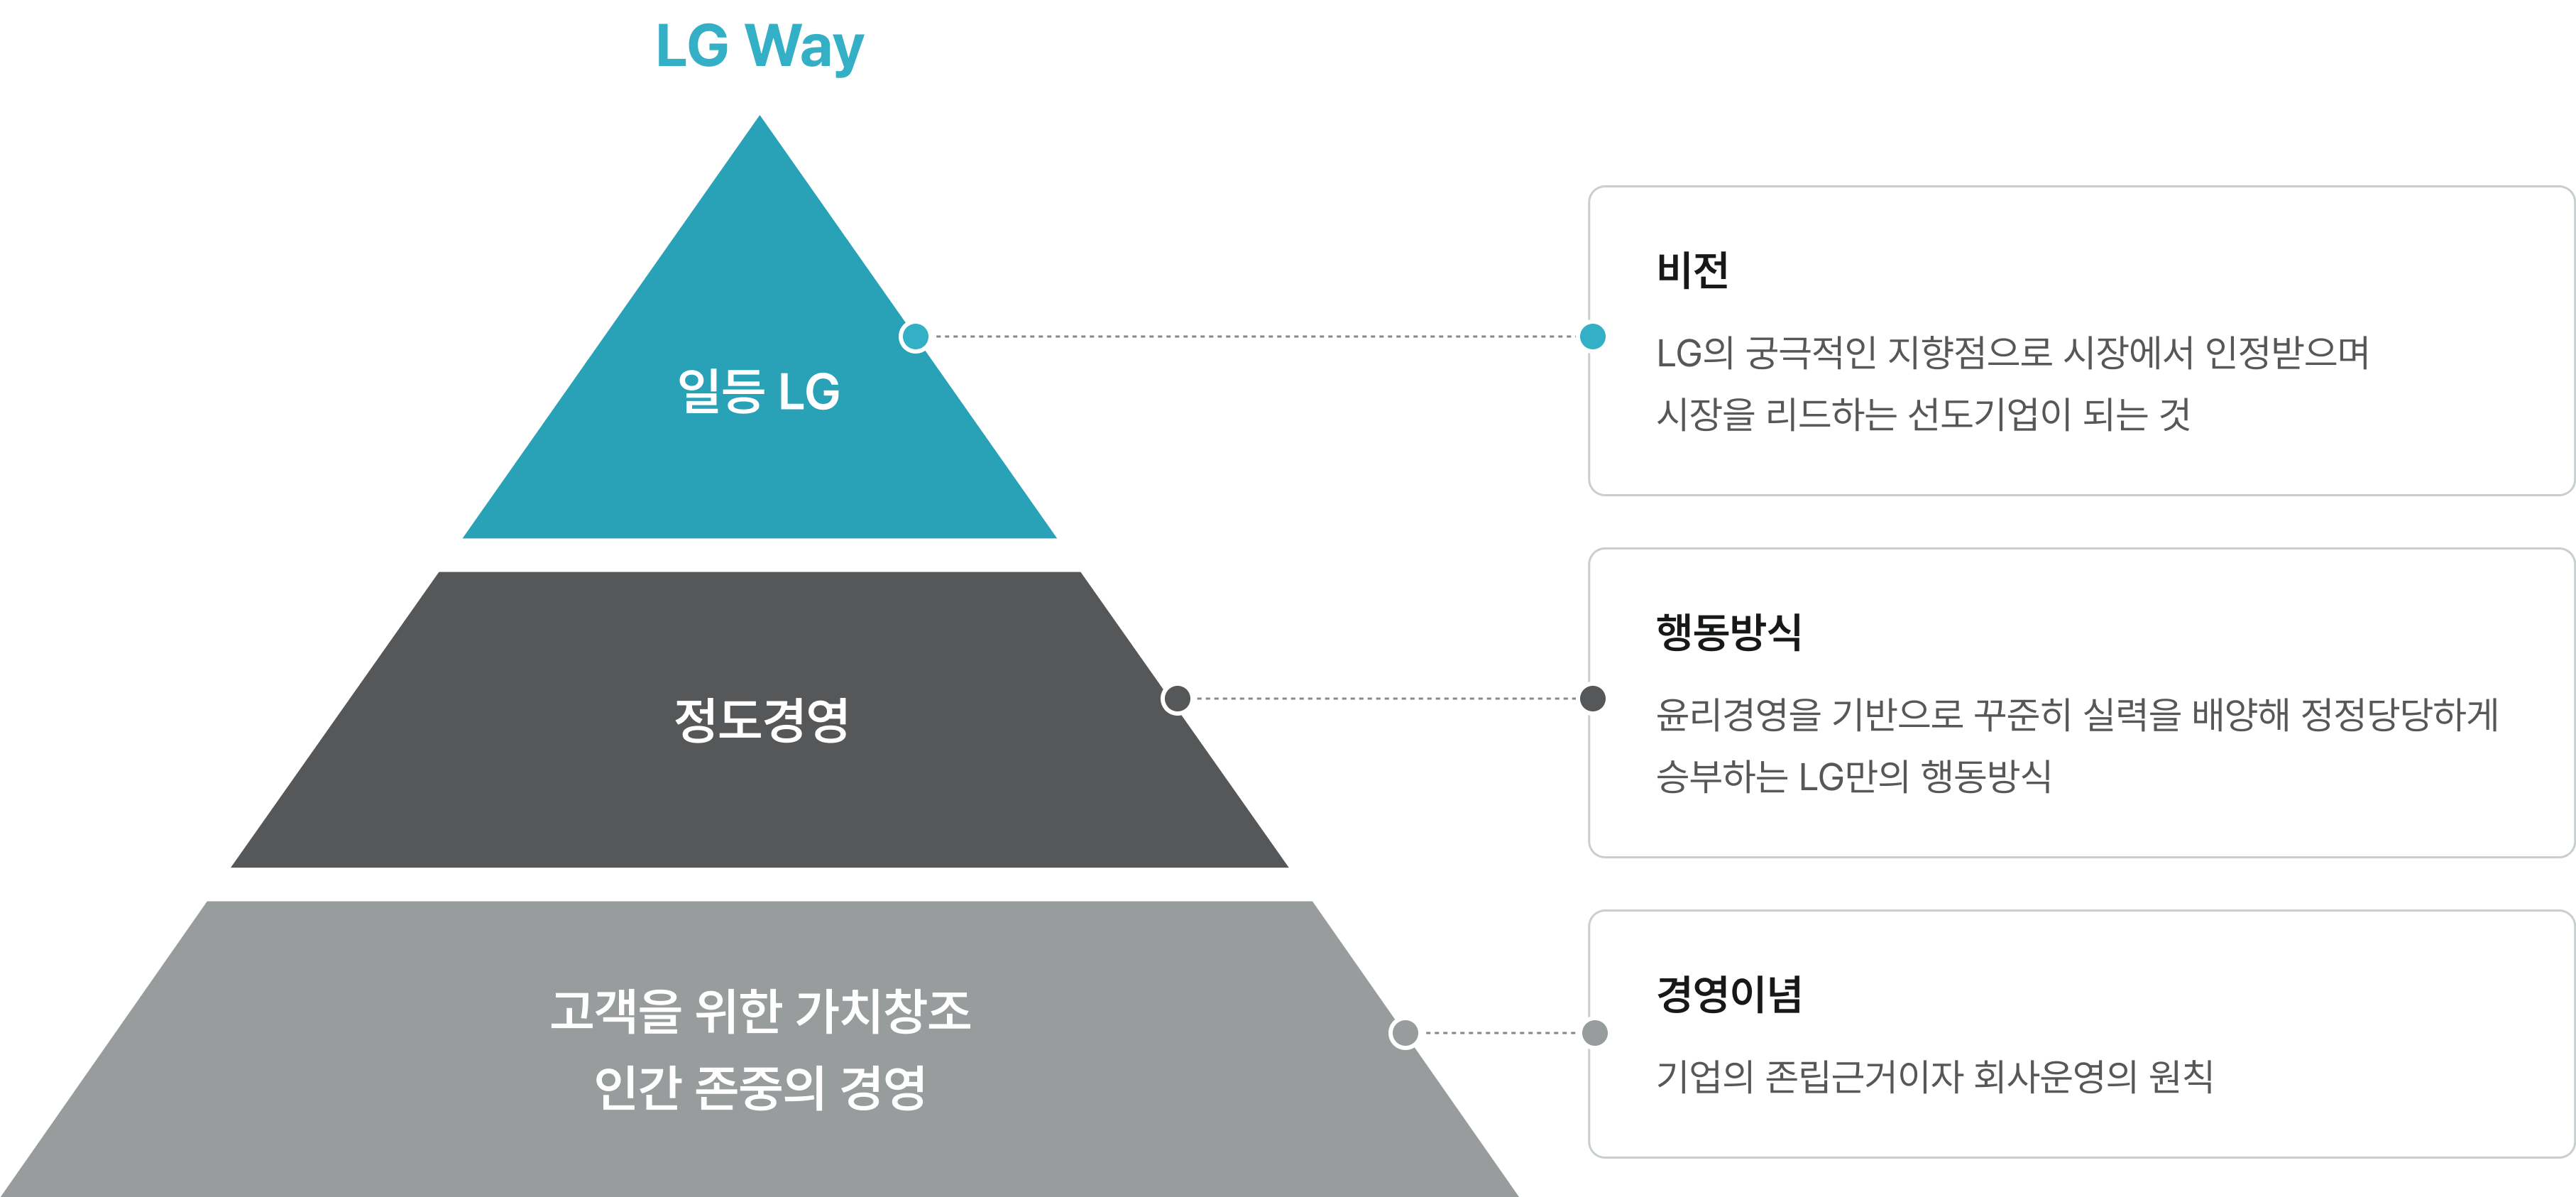 LG Way
일등 LG
비전
LG의 궁극적인 지향점으로 시장에서 인정받으며
시장을 리드하는 선도기업이 되는 것
정도경영
행동방식
윤리경영을 기반으로 꾸준히 실력을 배양해 정정당당하게
승부하는 LG만의 행동방식
고객을 위한 가치창조
인간 존중의 경영
경영이념
기업의 존립근거이자 회사운영의 원칙